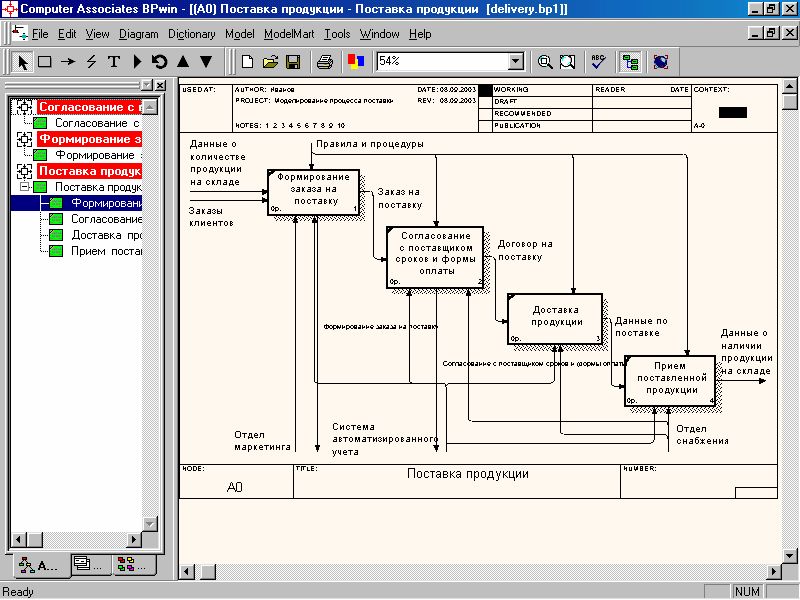 Computer Associates BPwin - [(A0) Поставка продукции - Поставка продукции [delivery.bp1]]
File Edit View Diagram Dictionary Model ModelMart Tools Window Help
54%
ABC
Согласование с п
Согласование с
Формирование з
Формирование
Поставка продук
Поставка продук
Формировани
Согласование
Доставка про
Прием поста
A...
...
...
USED AT:
AUTHOR: Иванов
DATE: 08.09.2003
PROJECT: Моделирование процесса поставки
REV: 08.09.2003
NOTES: 1 2 3 4 5 6 7 8 9 10
WORKING
DRAFT
RECOMMENDED
PUBLICATION
READER
DATE
CONTEXT:
A-0
Данные о
количестве
продукции
на складе
Правила и процедуры
Формирование
заказа на
поставку
0р.
1
Заказ на
поставку
Заказы
клиентов
Согласование
с поставщиком
сроков и формы
оплаты
0р.
2
Договор на
поставку
Доставка
продукции
0р.
3
Данные по
поставке
Формирование заказа на поставку
Согласование с поставщиком сроков и формы оплаты
Прием
поставленной
продукции
0р.
4
Данные о
наличии
продукции
на складе
Отдел
маркетинга
Система
автоматизированного
учета
Отдел
снабжения
NODE:
A0
TITLE:
Поставка продукции
NUMBER:
Ready
NUM